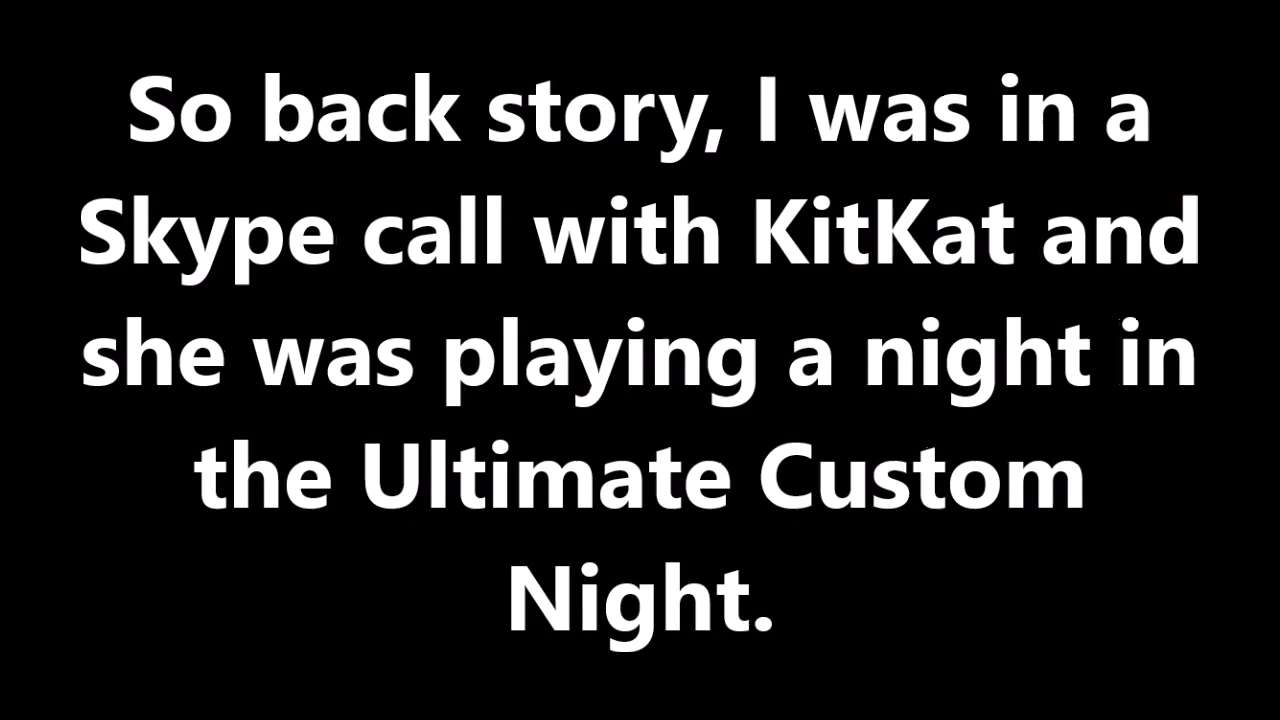 So back story, I was in a
Skype call with KitKat and
she was playing a night in
the Ultimate Custom
Night.